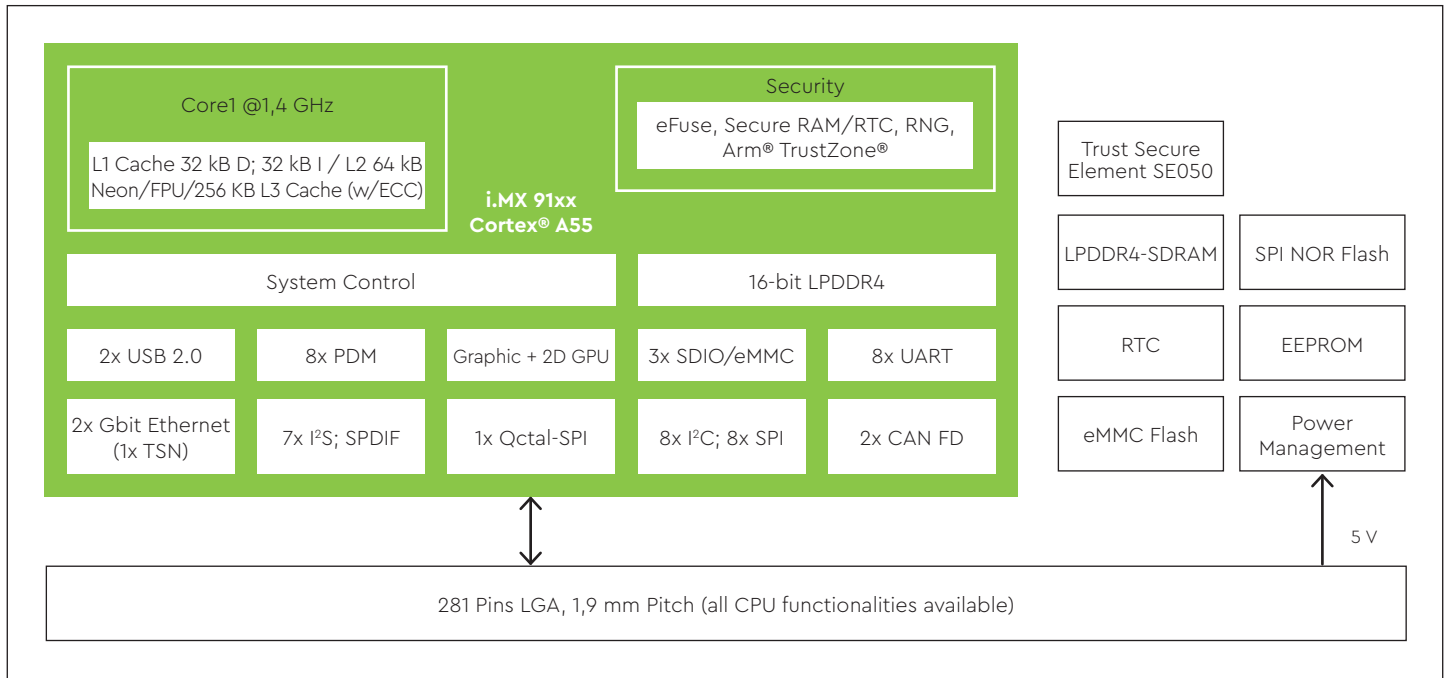 Core1 @1,4 GHz
L1 Cache 32 kB D; 32 kB I / L2 64 kB
Neon/FPU/256 KB L3 Cache (w/ECC)
Security
eFuse, Secure RAM/RTC, RNG,
Arm® TrustZone®
i.MX 91xx
Cortex® A55
System Control
16-bit LPDDR4
2x USB 2.0
8x PDM
Graphic + 2D GPU
3x SDIO/eMMC
8x UART
2x Gbit Ethernet
(1x TSN)
7x I²S; SPDIF
1x Qctal-SPI
8x I²C; 8x SPI
2x CAN FD
Trust Secure
Element SE050
LPDDR4-SDRAM
SPI NOR Flash
RTC
EEPROM
eMMC Flash
Power
Management
5 V
281 Pins LGA, 1,9 mm Pitch (all CPU functionalities available)